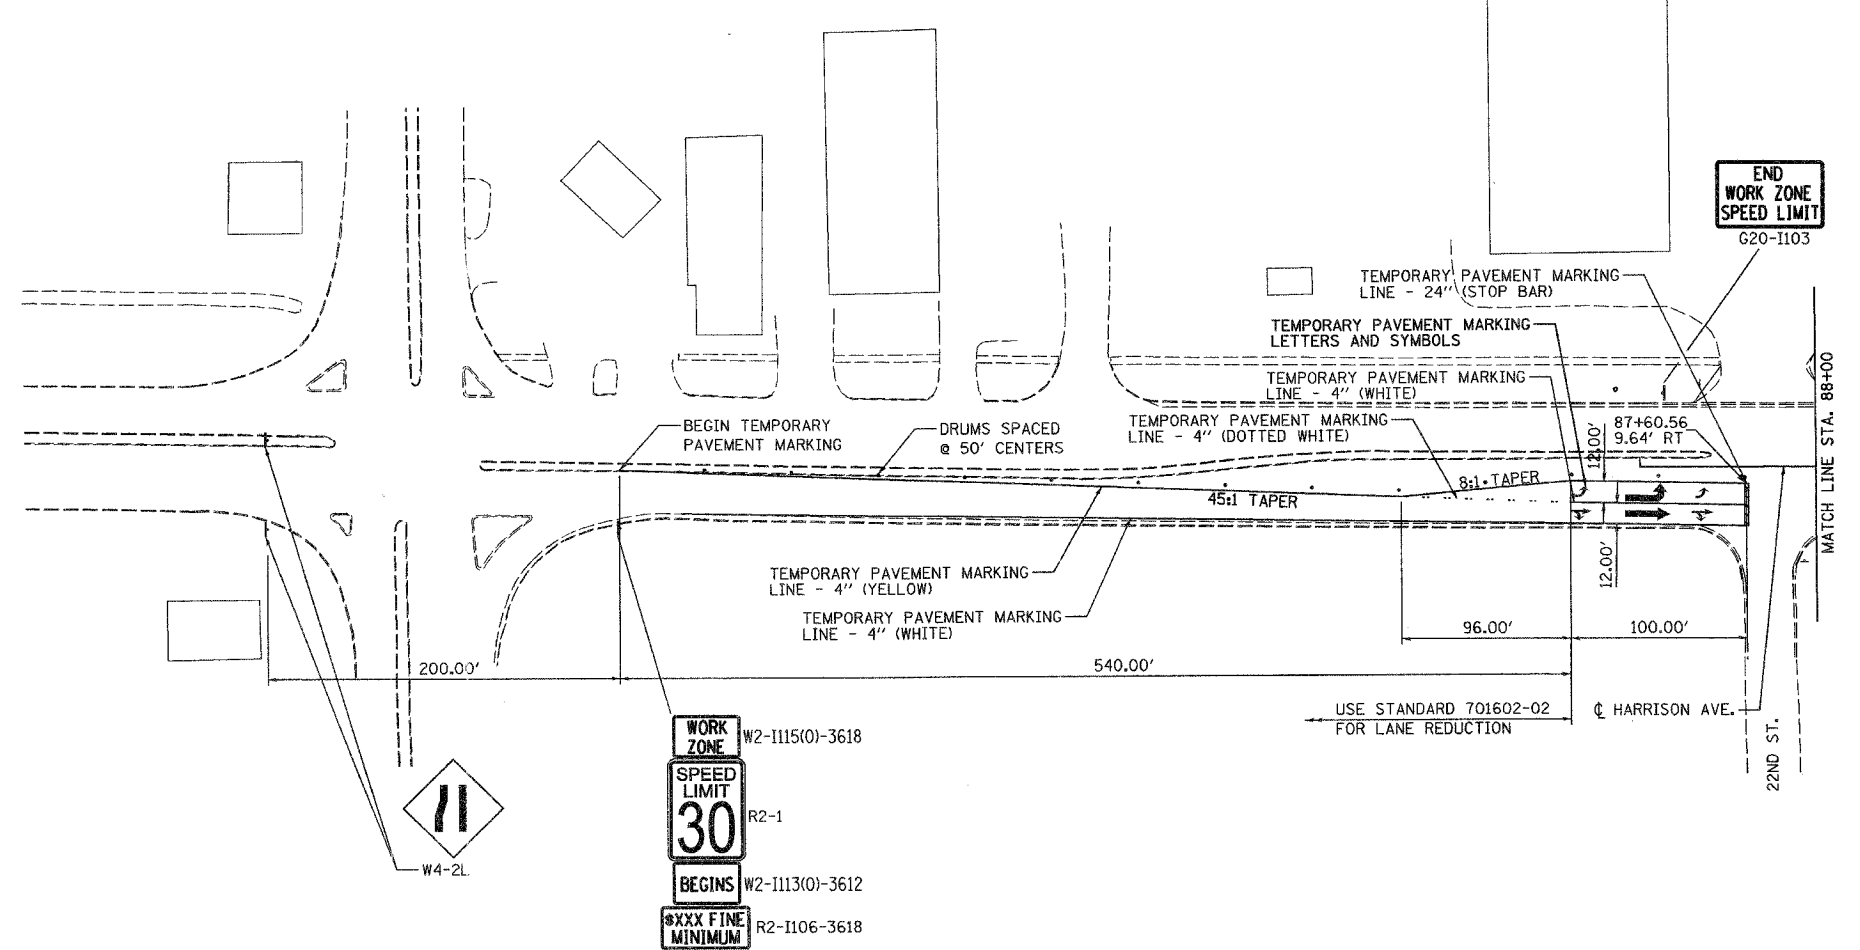 END
WORK ZONE
SPEED LIMIT
G20-I103
TEMPORARY PAVEMENT MARKING
LINE - 24" (STOP BAR)
TEMPORARY PAVEMENT MARKING
LETTERS AND SYMBOLS
TEMPORARY PAVEMENT MARKING
LINE - 4" (WHITE)
TEMPORARY PAVEMENT MARKING
LINE - 4" (DOTTED WHITE)
BEGIN TEMPORARY
PAVEMENT MARKING
DRUMS SPACED
@ 50' CENTERS
87+60.56
9.64' RT
12.00'
MATCH LINE STA. 88+00
8:1 TAPER
45:1 TAPER
12.00'
TEMPORARY PAVEMENT MARKING
LINE - 4" (YELLOW)
TEMPORARY PAVEMENT MARKING
LINE - 4" (WHITE)
96.00'
100.00'
200.00'
540.00'
USE STANDARD 701602-02
FOR LANE REDUCTION
℄ HARRISON AVE.
22ND ST.
WORK
ZONE
W2-I115(O)-3618
SPEED
LIMIT
30
R2-1
W4-2L
BEGINS
W2-I113(O)-3612
$XXX FINE
MINIMUM
R2-I106-3618